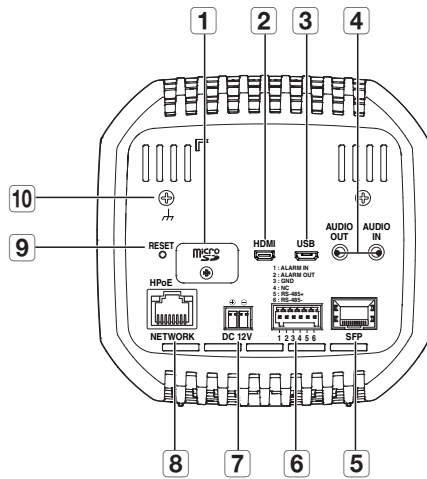 1
2
3
4
10
9
RESET
micro SD
HDMI
USB
AUDIO OUT
AUDIO IN
1 : ALARM IN
2 : ALARM OUT
3 : GND
4 : NC
5 : RS-485+
6 : RS-485-
HPoE
NETWORK
DC 12V
1 2 3 4 5 6
SFP
8
7
6
5